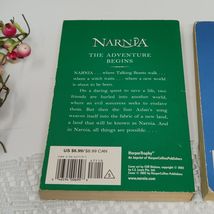 NARNIA
THE ADVENTURE
BEGINS
NARNIA . . . where Talking Beasts walk . . .
where a witch waits . . . where a new
world is about to be born.
On a daring quest to save a life, two
friends are hurled into another world,
where an evil sorceress seeks to enslave
them. But then the lion Aslan's song
weaves itself into the fabric of a new land,
a land that will be known as Narnia. And
in Narnia, all things are possible. . . .
US $6.99/$8.99 CAN
HarperTrophy®
An Imprint of HarperCollinsPublishers
www.narnia.com